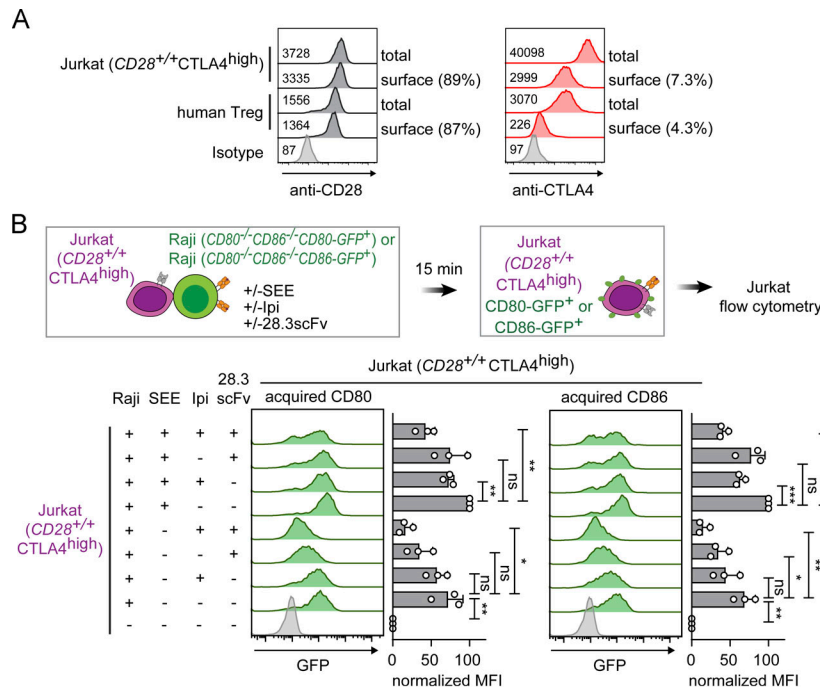 A
Jurkat (CD28+/+CTLA4high)
human Treg
Isotype
3728 total
3335 surface (89%)
1556 total
1364 surface (87%)
87
anti-CD28
40098 total
2999 surface (7.3%)
3070 total
226 surface (4.3%)
97
anti-CTLA4
B
Jurkat
(CD28+/+
CTLA4high)
Raji (CD80-/-CD86-/-CD80-GFP+) or
Raji (CD80-/-CD86-/-CD86-GFP+)
+/-SEE
+/-Ipi
+/-28.3scFv
15 min
Jurkat
(CD28+/+
CTLA4high)
CD80-GFP+ or
CD86-GFP+
Jurkat
flow cytometry
Jurkat (CD28+/+ CTLA4high)
Raji SEE Ipi 28.3 scFv
acquired CD80
acquired CD86
Jurkat
(CD28+/+
CTLA4high)
+ + + +
+ + - +
+ + + -
+ + - -
+ - + +
+ - - +
+ - + -
+ - - -
- - - -
** ns **
** ns ns *
GFP
0 50 100
normalized MFI
*** ns **
** ns * **
GFP
0 50 100
normalized MFI